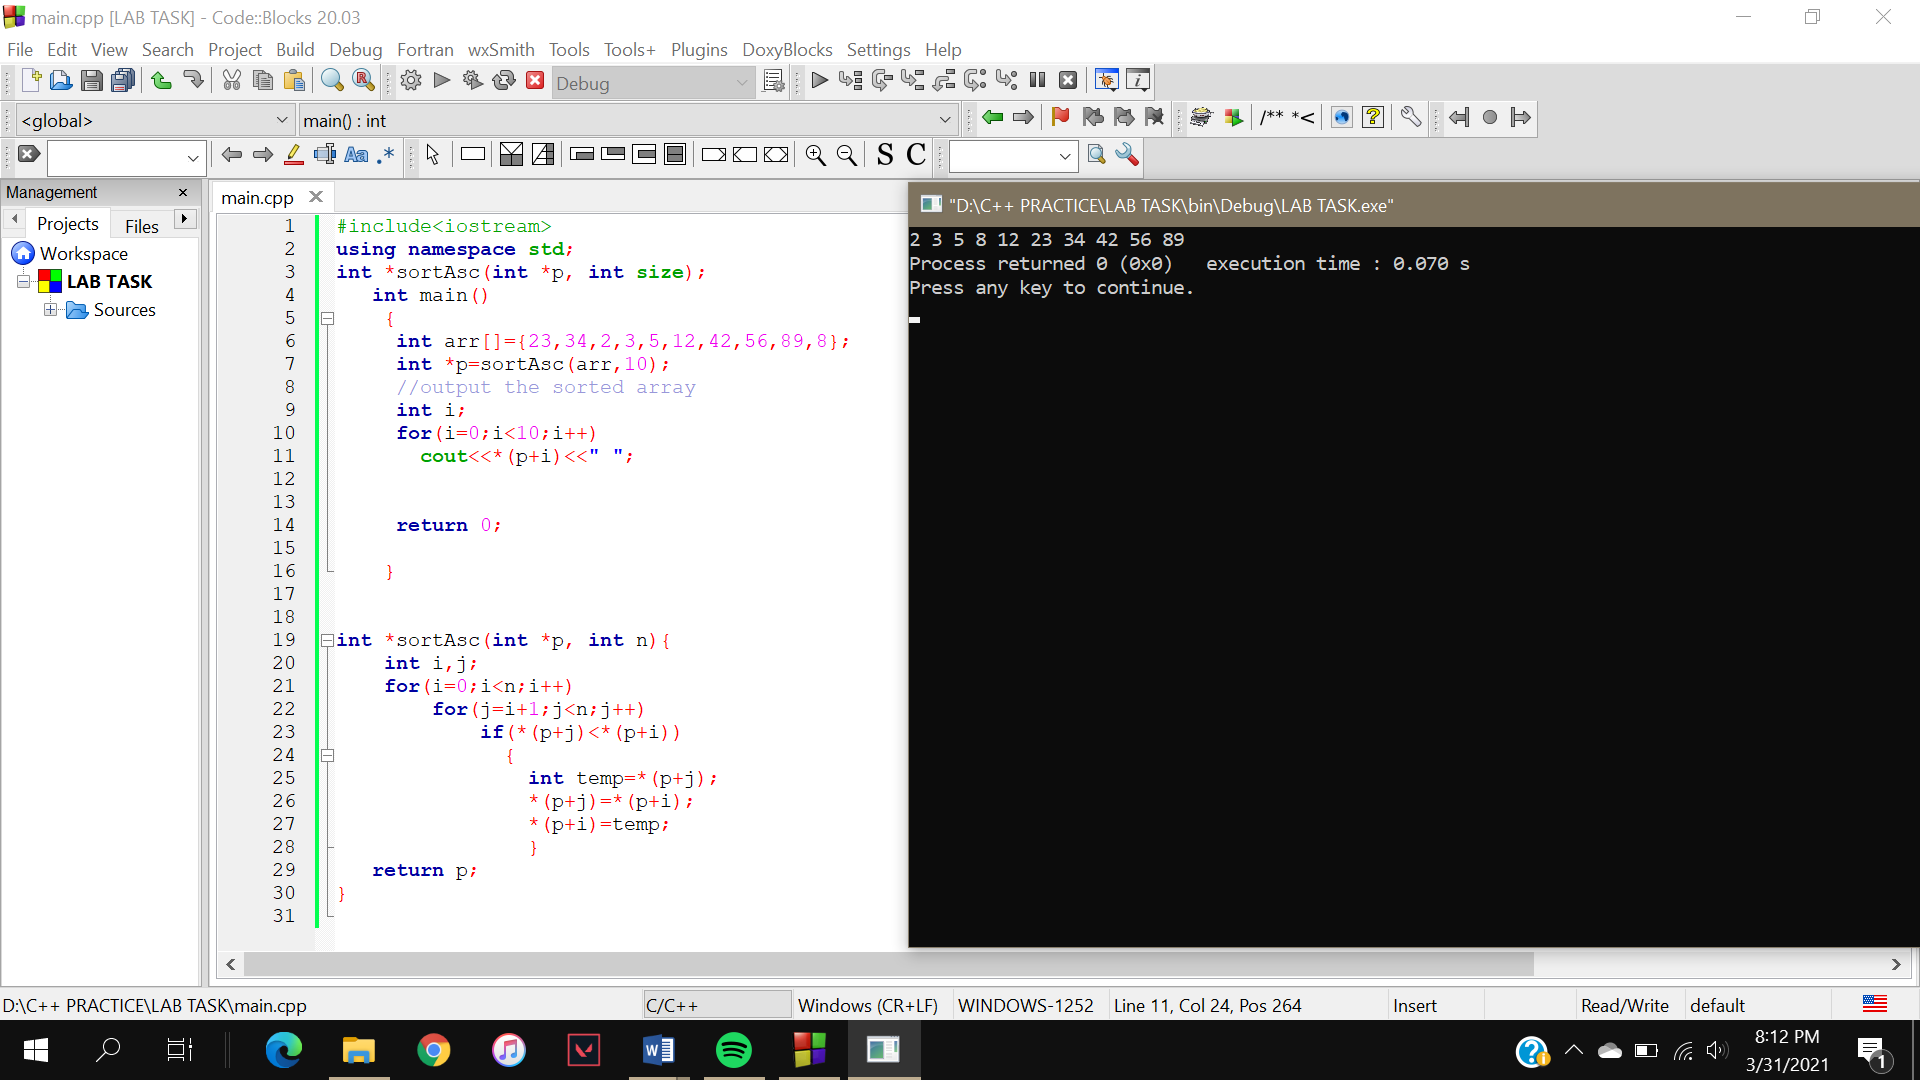 main.cpp [LAB TASK] - Code::Blocks 20.03
File Edit View Search Project Build Debug Fortran wxSmith Tools Tools+ Plugins DoxyBlocks Settings Help
Debug
<global> main() : int /** *<
Aa .* S C
Management
Projects Files
Workspace
LAB TASK
Sources
main.cpp
1 #include<iostream>
2 using namespace std;
3 int *sortAsc(int *p, int size);
4 int main()
5 {
6 int arr[]={23,34,2,3,5,12,42,56,89,8};
7 int *p=sortAsc(arr,10);
8 //output the sorted array
9 int i;
10 for(i=0;i<10;i++)
11 cout<<*(p+i)<<" ";
12
13
14 return 0;
15
16 }
17
18
19 int *sortAsc(int *p, int n){
20 int i,j;
21 for(i=0;i<n;i++)
22 for(j=i+1;j<n;j++)
23 if(*(p+j)<*(p+i))
24 {
25 int temp=*(p+j);
26 *(p+j)=*(p+i);
27 *(p+i)=temp;
28 }
29 return p;
30 }
31
"D:\C++ PRACTICE\LAB TASK\bin\Debug\LAB TASK.exe"
2 3 5 8 12 23 34 42 56 89
Process returned 0 (0x0)   execution time : 0.070 s
Press any key to continue.
D:\C++ PRACTICE\LAB TASK\main.cpp C/C++ Windows (CR+LF) WINDOWS-1252 Line 11, Col 24, Pos 264 Insert Read/Write default
8:12 PM
3/31/2021
1